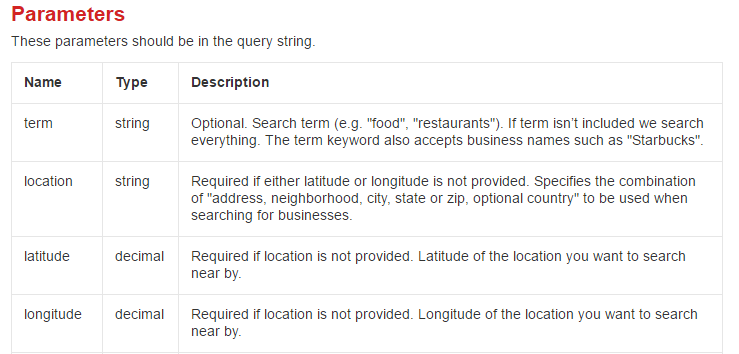 Parameters
These parameters should be in the query string.
Name Type Description
term string Optional. Search term (e.g. "food", "restaurants"). If term isn’t included we search
everything. The term keyword also accepts business names such as "Starbucks".
location string Required if either latitude or longitude is not provided. Specifies the combination
of "address, neighborhood, city, state or zip, optional country" to be used when
searching for businesses.
latitude decimal Required if location is not provided. Latitude of the location you want to search
near by.
longitude decimal Required if location is not provided. Longitude of the location you want to search
near by.